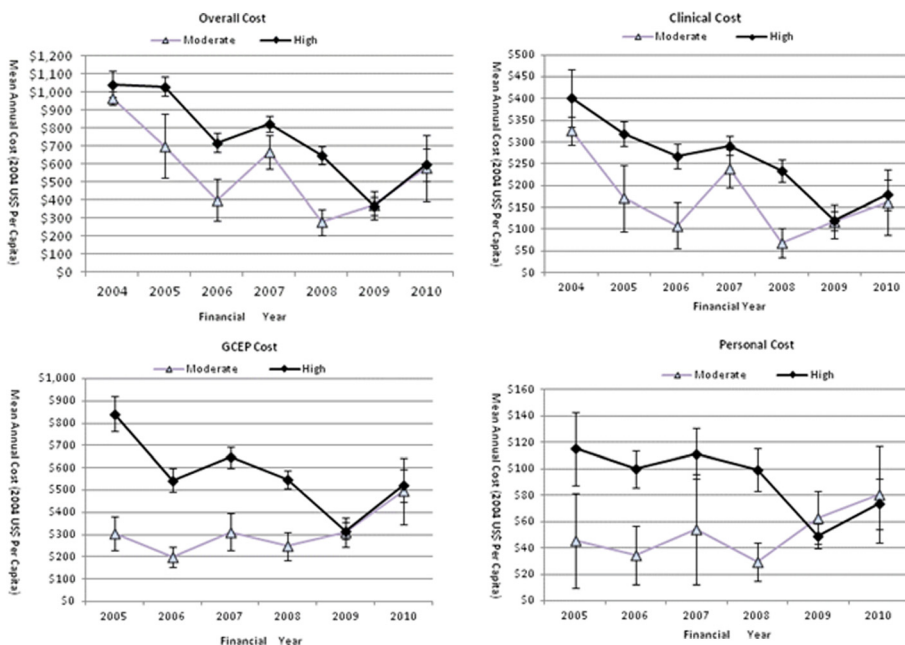 Overall Cost
Moderate High
Mean Annual Cost (2004 US$ Per Capita)
$1,200
$1,100
$1,000
$900
$800
$700
$600
$500
$400
$300
$200
$100
$0
2004 2005 2006 2007 2008 2009 2010
Financial Year
Clinical Cost
Moderate High
Mean Annual Cost (2004 US$ Per Capita)
$500
$450
$400
$350
$300
$250
$200
$150
$100
$50
$0
2004 2005 2006 2007 2008 2009 2010
Financial Year
GCEP Cost
Moderate High
Mean Annual Cost (2004 US$ Per Capita)
$1,000
$900
$800
$700
$600
$500
$400
$300
$200
$100
$0
2005 2006 2007 2008 2009 2010
Financial Year
Personal Cost
Moderate High
Mean Annual Cost (2004 US$ Per Capita)
$160
$140
$120
$100
$80
$60
$40
$20
$0
2005 2006 2007 2008 2009 2010
Financial Year